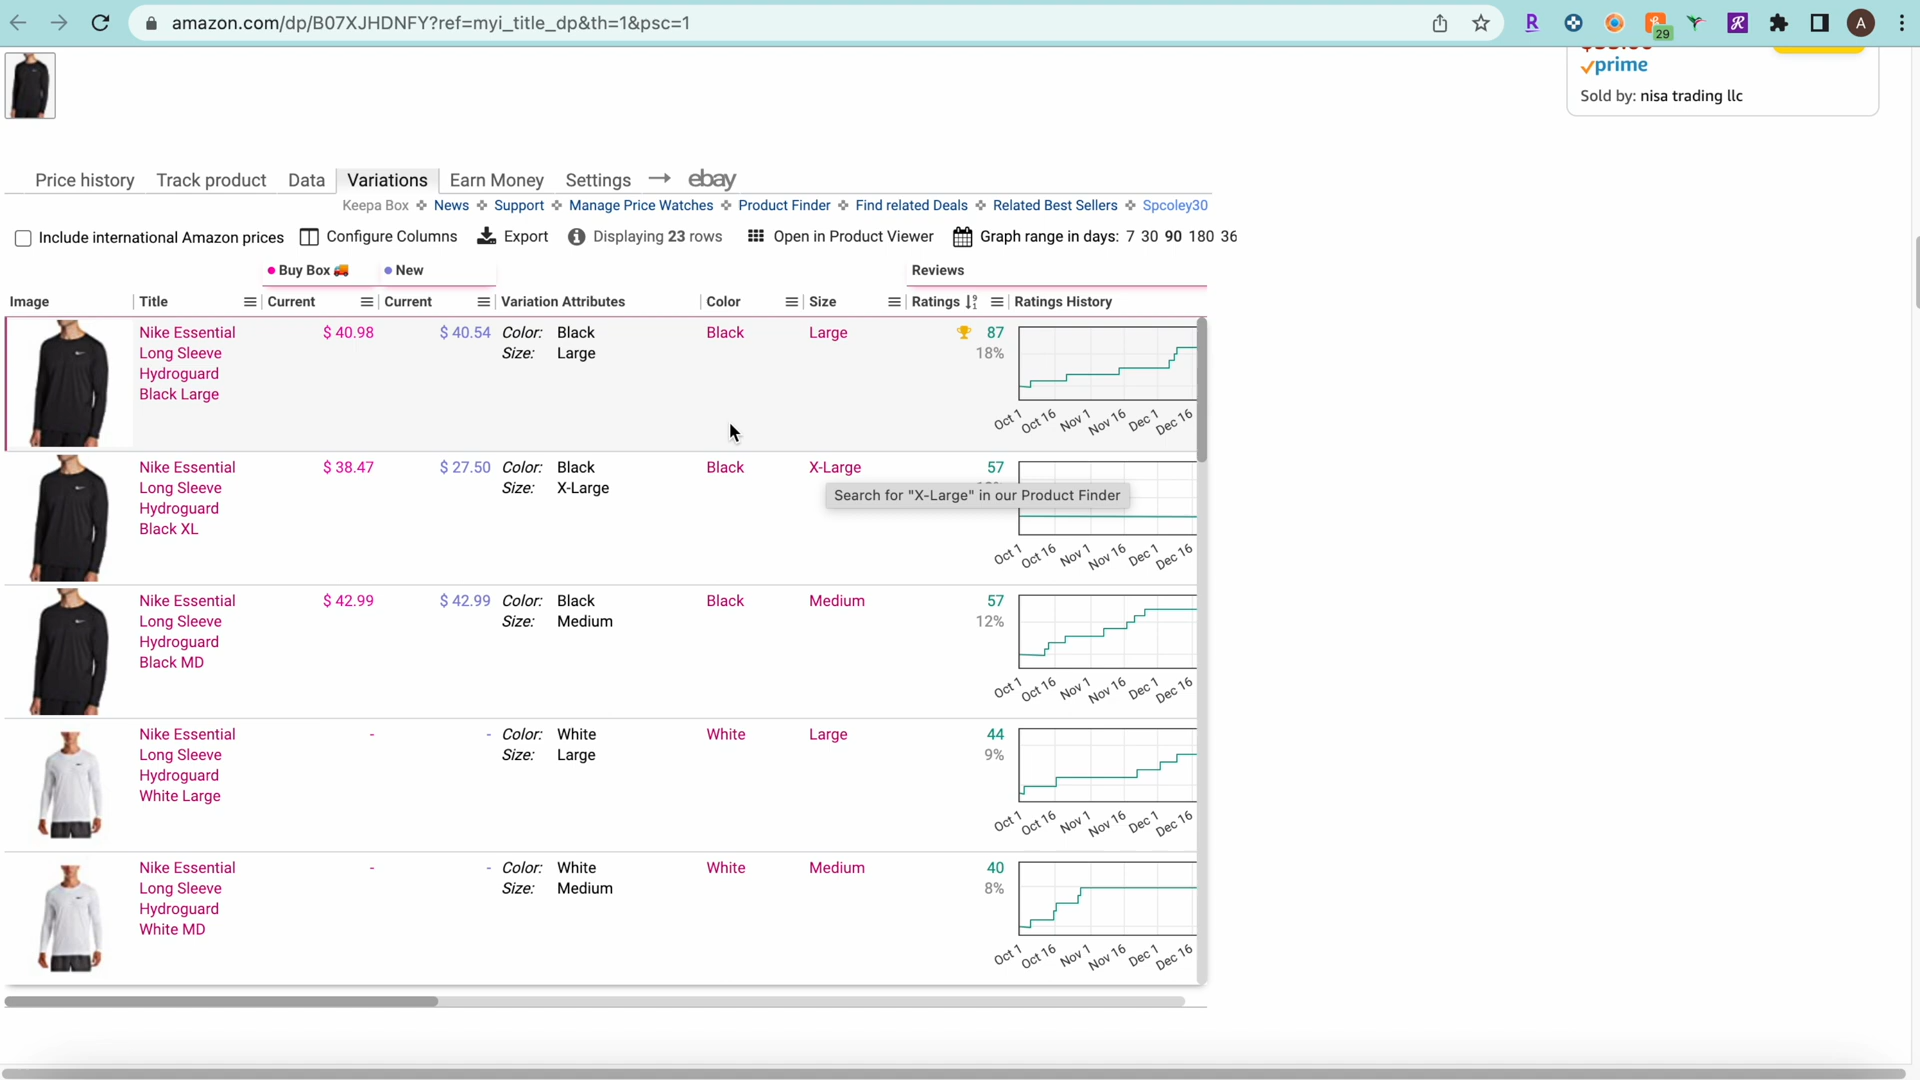 amazon.com/dp/B07XJHDNFY?ref=myi_title_dp&th=1&psc=1
29
A
prime
Sold by: nisa trading llc
Price history Track product Data Variations Earn Money Settings → ebay
Keepa Box News Support Manage Price Watches Product Finder Find related Deals Related Best Sellers Spcoley30
Include international Amazon prices Configure Columns Export Displaying 23 rows Open in Product Viewer Graph range in days: 7 30 90 180 36
Buy Box New Reviews
Image Title Current Current Variation Attributes Color Size Ratings Ratings History
Nike Essential $ 40.98 $ 40.54 Color: Black Black Large 87
Long Sleeve Size: Large 18%
Hydroguard
Black Large
Oct 1 Oct 16 Nov 1 Nov 16 Dec 1 Dec 16
Nike Essential $ 38.47 $ 27.50 Color: Black Black X-Large 57
Long Sleeve Size: X-Large Search for "X-Large" in our Product Finder
Hydroguard
Black XL
Oct 1 Oct 16 Nov 1 Nov 16 Dec 1 Dec 16
Nike Essential $ 42.99 $ 42.99 Color: Black Black Medium 57
Long Sleeve Size: Medium 12%
Hydroguard
Black MD
Oct 1 Oct 16 Nov 1 Nov 16 Dec 1 Dec 16
Nike Essential - - Color: White White Large 44
Long Sleeve Size: Large 9%
Hydroguard
White Large
Oct 1 Oct 16 Nov 1 Nov 16 Dec 1 Dec 16
Nike Essential - - Color: White White Medium 40
Long Sleeve Size: Medium 8%
Hydroguard
White MD
Oct 1 Oct 16 Nov 1 Nov 16 Dec 1 Dec 16